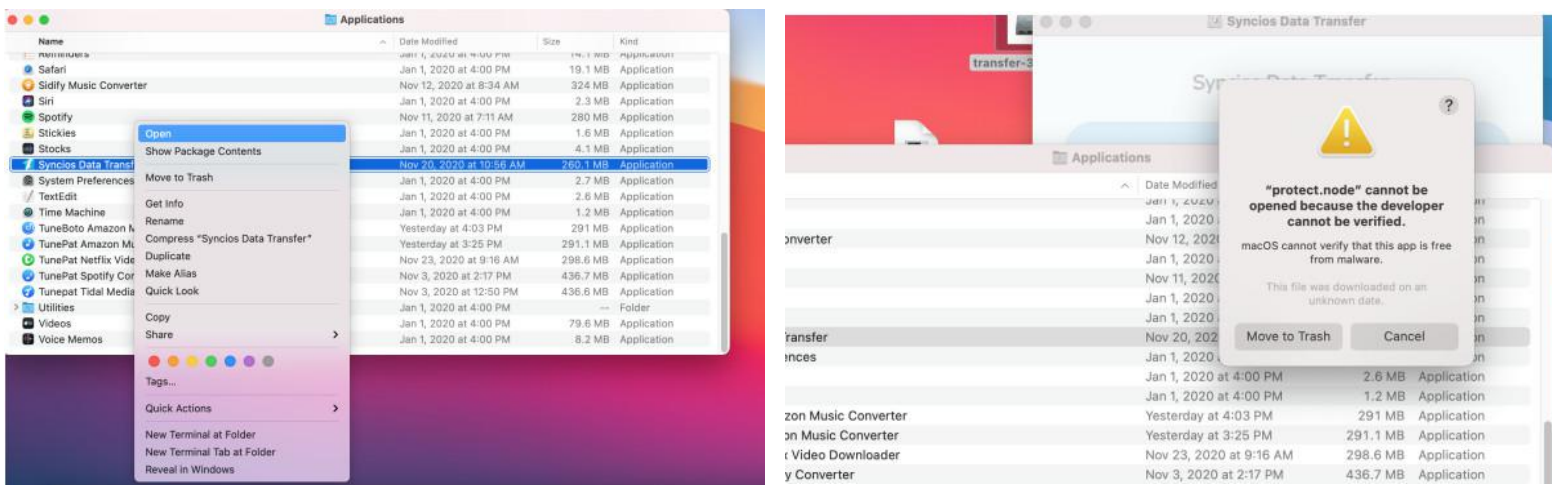 Applications
Name Date Modified Size Kind
Reminders Jan 1, 2020 at 4:00 PM 14.1 MB Application
Safari Jan 1, 2020 at 4:00 PM 19.1 MB Application
Sidify Music Converter Nov 12, 2020 at 8:34 AM 324 MB Application
Siri Jan 1, 2020 at 4:00 PM 2.3 MB Application
Spotify Nov 11, 2020 at 7:11 AM 280 MB Application
Stickies Jan 1, 2020 at 4:00 PM 1.6 MB Application
Stocks Jan 1, 2020 at 4:00 PM 4.1 MB Application
Syncios Data Transf Nov 20, 2020 at 10:56 AM 260.1 MB Application
System Preferences Jan 1, 2020 at 4:00 PM 2.7 MB Application
TextEdit Jan 1, 2020 at 4:00 PM 2.6 MB Application
Time Machine Jan 1, 2020 at 4:00 PM 1.2 MB Application
TuneBoto Amazon M Yesterday at 4:03 PM 291 MB Application
TunePat Amazon Mu Yesterday at 3:25 PM 291.1 MB Application
TunePat Netflix Vide Nov 23, 2020 at 9:16 AM 298.6 MB Application
TunePat Spotify Cor Nov 3, 2020 at 2:17 PM 436.7 MB Application
Tunepat Tidal Media Nov 3, 2020 at 12:50 PM 436.6 MB Application
Utilities Jan 1, 2020 at 4:00 PM -- Folder
Videos Jan 1, 2020 at 4:00 PM 79.6 MB Application
Voice Memos Jan 1, 2020 at 4:00 PM 8.2 MB Application
Open
Show Package Contents
Move to Trash
Get Info
Rename
Compress "Syncios Data Transfer"
Duplicate
Make Alias
Quick Look
Copy
Share
Tags...
Quick Actions
New Terminal at Folder
New Terminal Tab at Folder
Reveal in Windows
Syncios Data Transfer
transfer-3
Syncios Data Transfer
Applications
Date Modified
Jan 1, 2020
Jan 1, 2020
onverter Nov 12, 202
Jan 1, 2020
Nov 11, 2020
Jan 1, 2020
Jan 1, 2020
ransfer Nov 20, 202
ences Jan 1, 2020
Jan 1, 2020 at 4:00 PM 2.6 MB Application
Jan 1, 2020 at 4:00 PM 1.2 MB Application
zon Music Converter Yesterday at 4:03 PM 291 MB Application
on Music Converter Yesterday at 3:25 PM 291.1 MB Application
x Video Downloader Nov 23, 2020 at 9:16 AM 298.6 MB Application
y Converter Nov 3, 2020 at 2:17 PM 436.7 MB Application
?
"protect.node" cannot be
opened because the developer
cannot be verified.
macOS cannot verify that this app is free
from malware.
This file was downloaded on an
unknown date.
Move to Trash Cancel